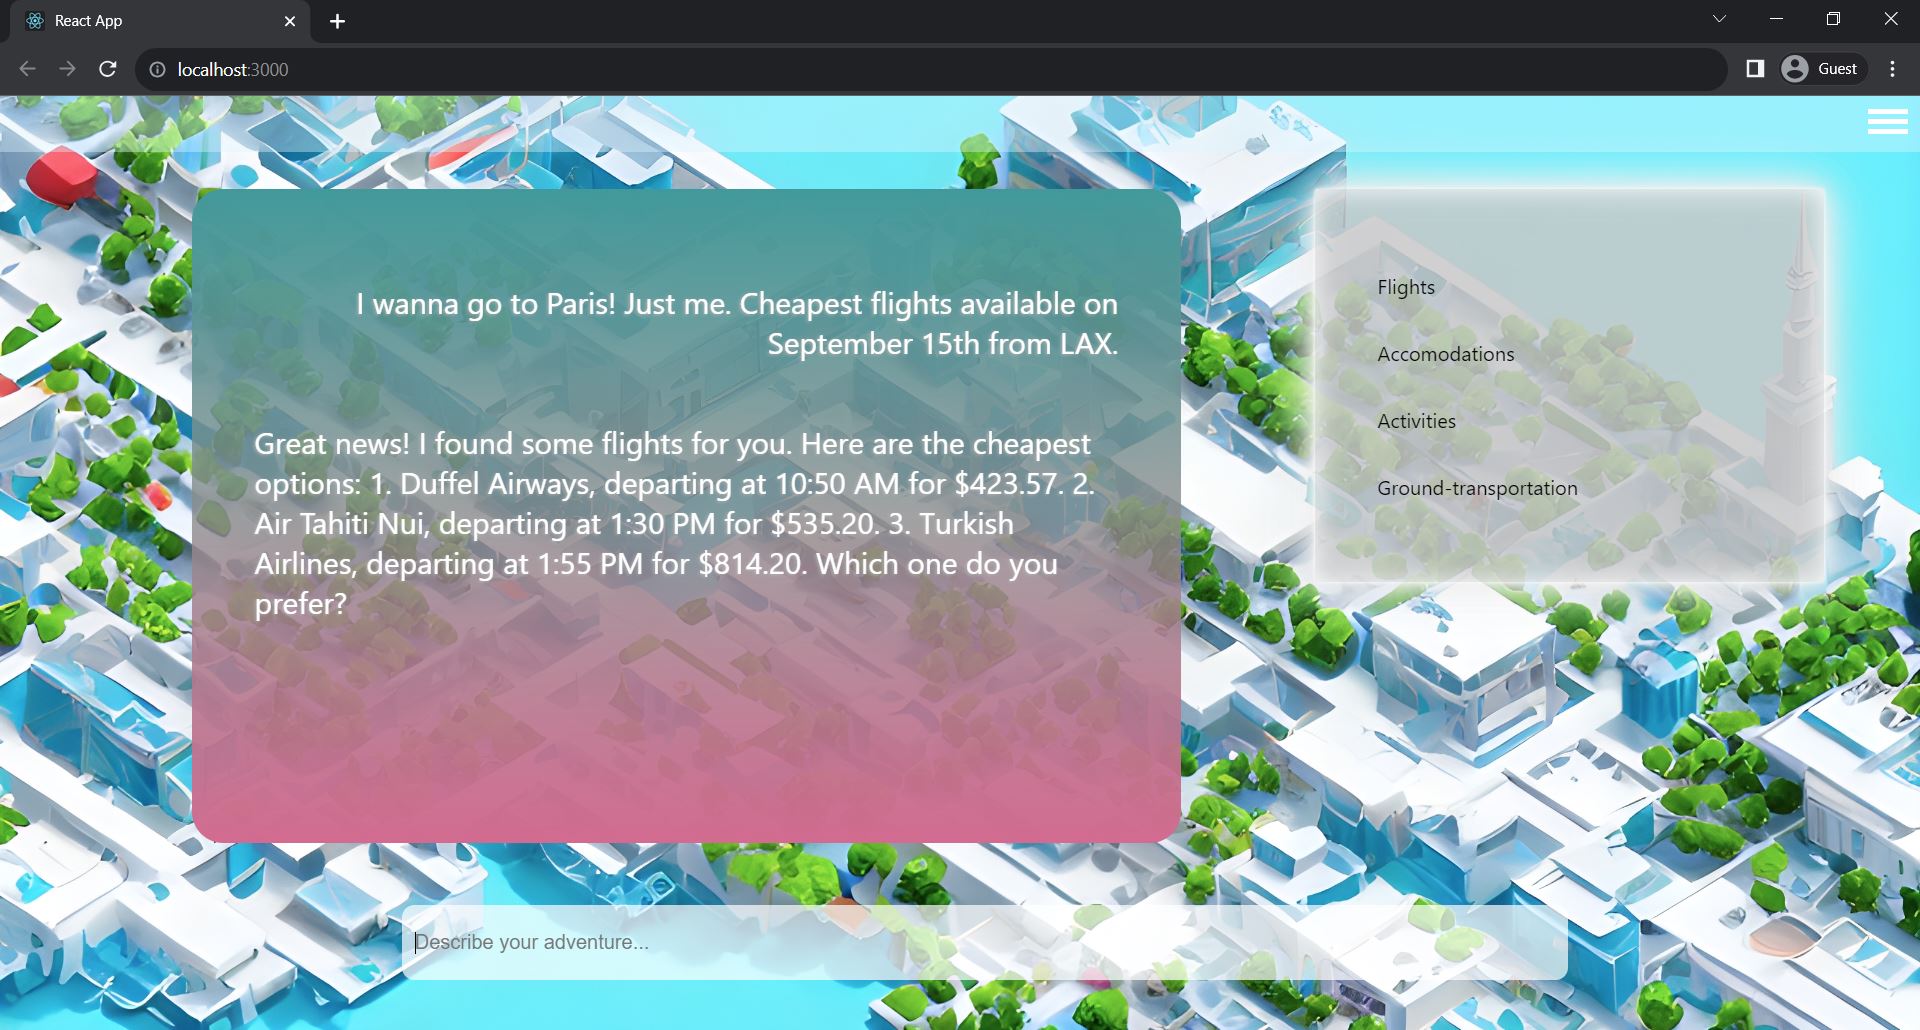 React App
localhost:3000
Guest
I wanna go to Paris! Just me. Cheapest flights available on
September 15th from LAX.
Great news! I found some flights for you. Here are the cheapest
options: 1. Duffel Airways, departing at 10:50 AM for $423.57. 2.
Air Tahiti Nui, departing at 1:30 PM for $535.20. 3. Turkish
Airlines, departing at 1:55 PM for $814.20. Which one do you
prefer?
Flights
Accomodations
Activities
Ground-transportation
Describe your adventure...